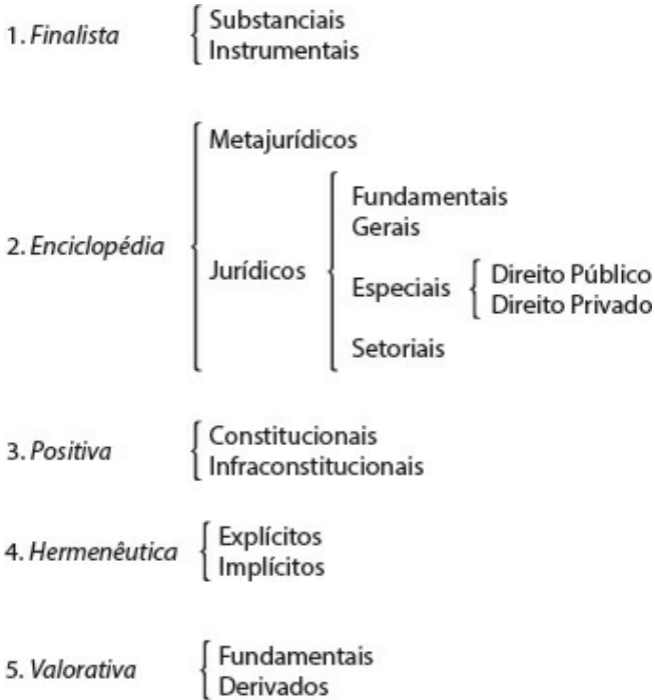 1. Finalista
Substanciais
Instrumentais
2. Enciclopédia
Metajurídicos
Jurídicos
Fundamentais
Gerais
Especiais
Direito Público
Direito Privado
Setoriais
3. Positiva
Constitucionais
Infraconstitucionais
4. Hermenêutica
Explícitos
Implícitos
5. Valorativa
Fundamentais
Derivados